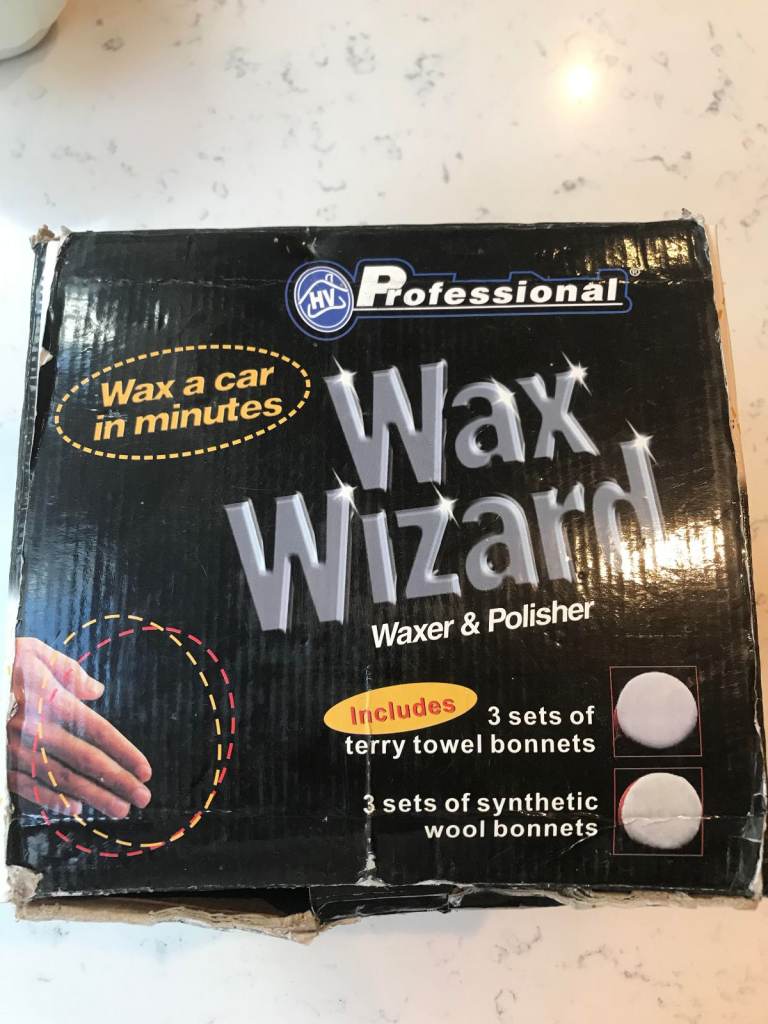 HV Professional®
Wax a car
in minutes
Wax
Wizard
Waxer & Polisher
Includes
3 sets of
terry towel bonnets
3 sets of synthetic
wool bonnets